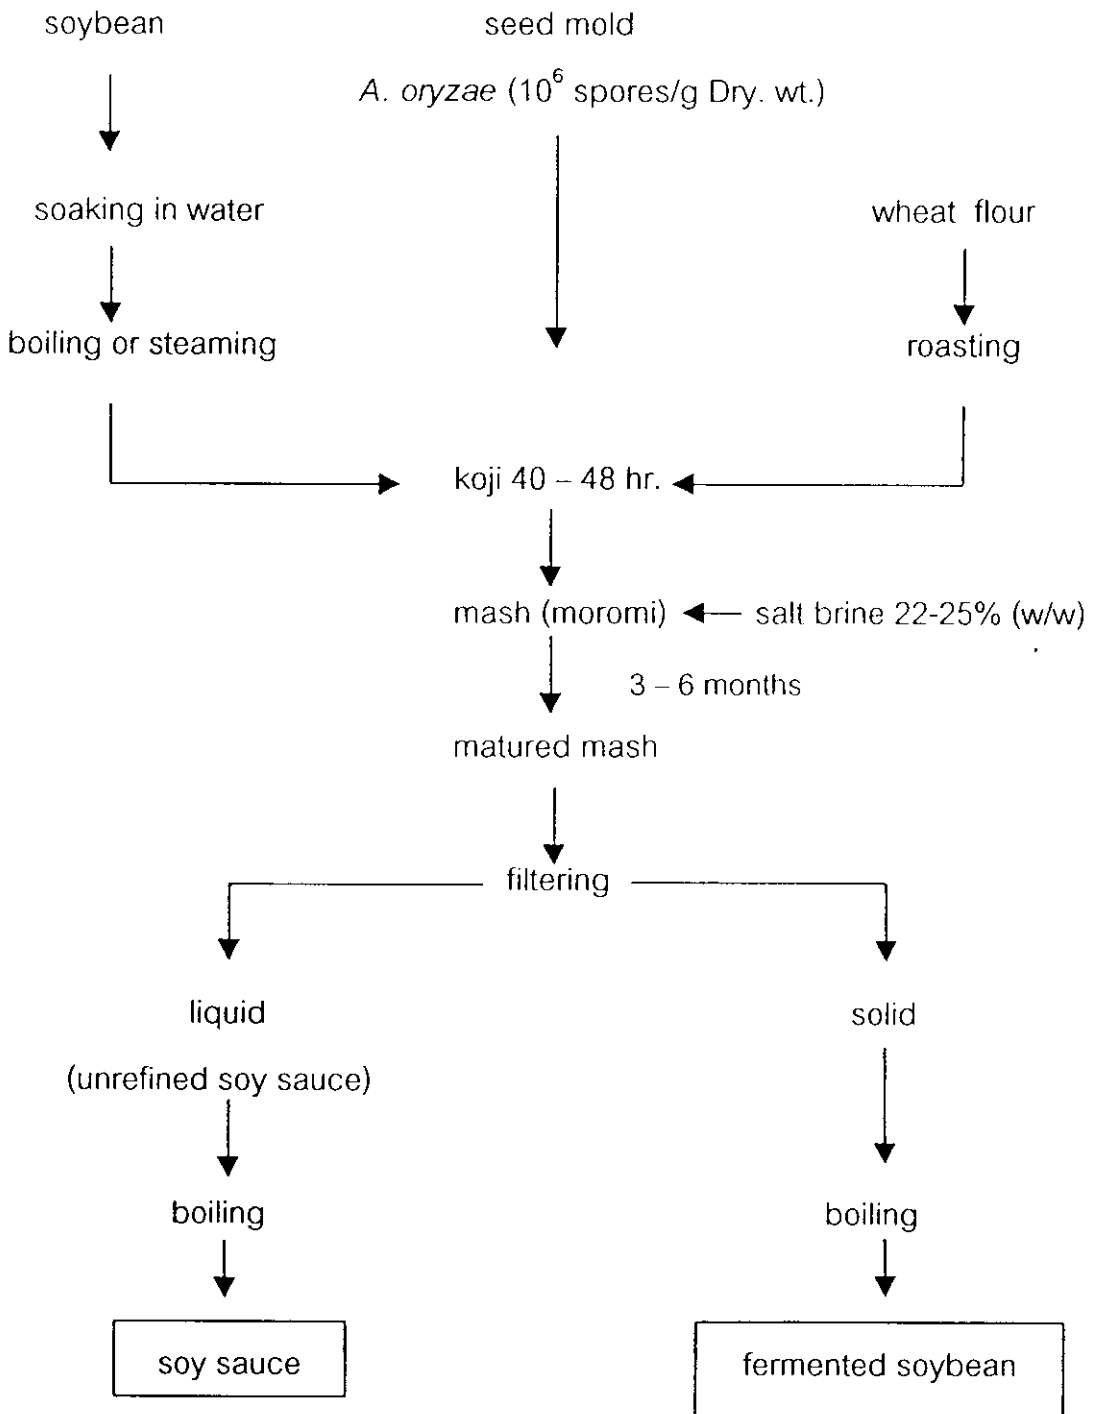 soybean
seed mold
A. oryzae (10⁶ spores/g Dry. wt.)
soaking in water
wheat flour
boiling or steaming
roasting
koji 40 – 48 hr.
mash (moromi)
salt brine 22-25% (w/w)
3 – 6 months
matured mash
filtering
liquid
solid
(unrefined soy sauce)
boiling
boiling
soy sauce
fermented soybean